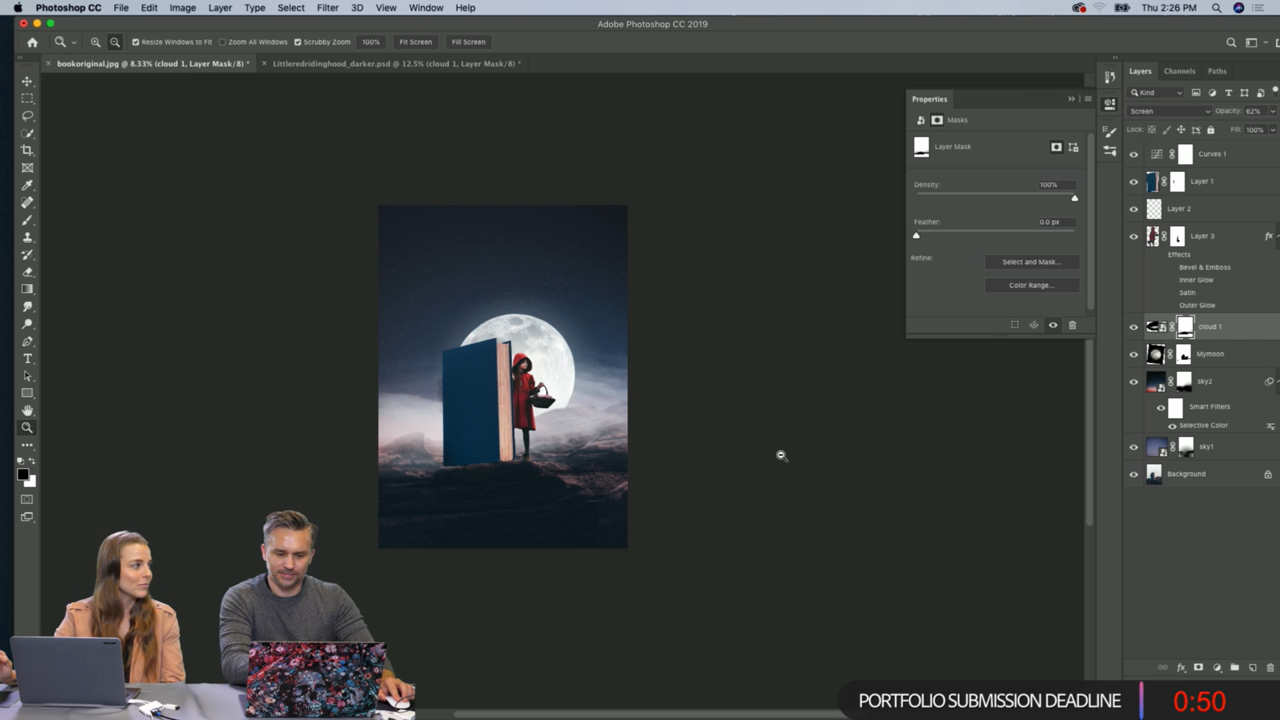 Photoshop CC File Edit Image Layer Type Select Filter 3D View Window Help Thu 2:26 PM
Adobe Photoshop CC 2019
Resize Windows to Fit Zoom All Windows Scrubby Zoom 100% Fit Screen Fill Screen
bookoriginal.jpg @ 8.33% (cloud 1, Layer Mask/8) * Littleredridinghood_darker.psd @ 12.5% (cloud 1, Layer Mask/8) *
Layers Channels Paths
Kind
Properties
Screen Opacity: 62%
Masks
Lock: Fill: 100%
Layer Mask
Curves 1
Density: 100%
Layer 1
Layer 2
Feather: 0.0 px
Layer 3
Effects
Refine: Select and Mask...
Bevel & Emboss
Color Range...
Inner Glow
Satin
Outer Glow
cloud 1
Mymoon
sky2
Smart Filters
Selective Color
sky1
Background
PORTFOLIO SUBMISSION DEADLINE 0:50